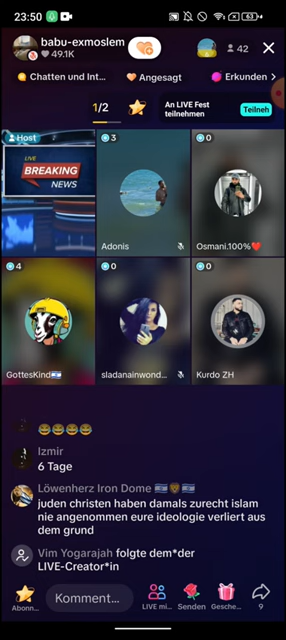 23:50
63
babu-exmoslem
49.1K
42
Chatten und Int...
Angesagt
Erkunden
1/2
An LIVE Fest
teilnehmen
Teilneh
Host
LIVE
BREAKING
NEWS
3
Adonis
0
Osmani.100%❤️
4
GottesKind🇮🇱
0
sladanainwond...
0
Kurdo ZH
😂😂😂😂
Izmir
6 Tage
Löwenherz Iron Dome 🇮🇱🦁🇮🇱
juden christen haben damals zurecht islam
nie angenommen eure ideologie verliert aus
dem grund
Vim Yogarajah folgte dem*der
LIVE-Creator*in
Abonn...
Komment...
LIVE mi...
Senden
Gesche...
9